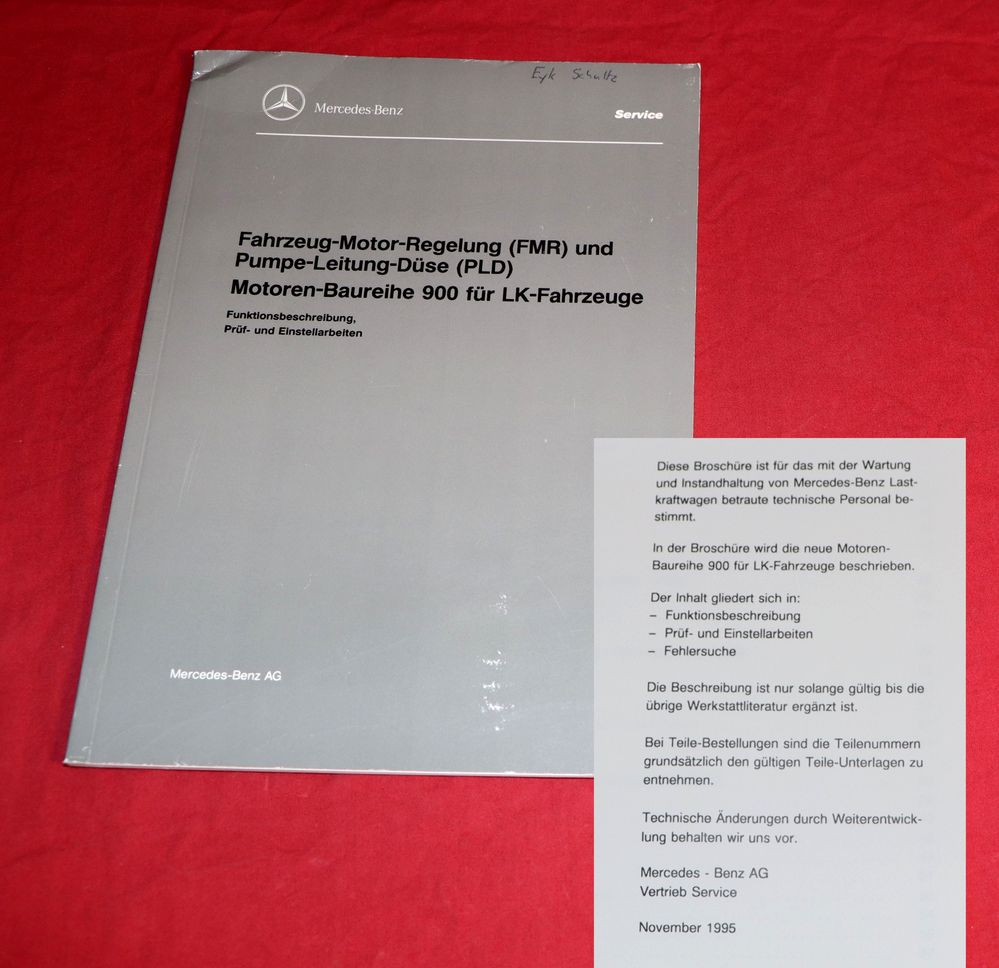 Eyk Schultz
Mercedes-Benz
Service
Fahrzeug-Motor-Regelung (FMR) und
Pumpe-Leitung-Düse (PLD)
Motoren-Baureihe 900 für LK-Fahrzeuge
Funktionsbeschreibung,
Prüf- und Einstellarbeiten
Mercedes-Benz AG
Diese Broschüre ist für das mit der Wartung
und Instandhaltung von Mercedes-Benz Last-
kraftwagen betraute technische Personal be-
stimmt.
In der Broschüre wird die neue Motoren-
Baureihe 900 für LK-Fahrzeuge beschrieben.
Der Inhalt gliedert sich in:
– Funktionsbeschreibung
– Prüf- und Einstellarbeiten
– Fehlersuche
Die Beschreibung ist nur solange gültig bis die
übrige Werkstattliteratur ergänzt ist.
Bei Teile-Bestellungen sind die Teilenummern
grundsätzlich den gültigen Teile-Unterlagen zu
entnehmen.
Technische Änderungen durch Weiterentwick-
lung behalten wir uns vor.
Mercedes - Benz AG
Vertrieb Service
November 1995